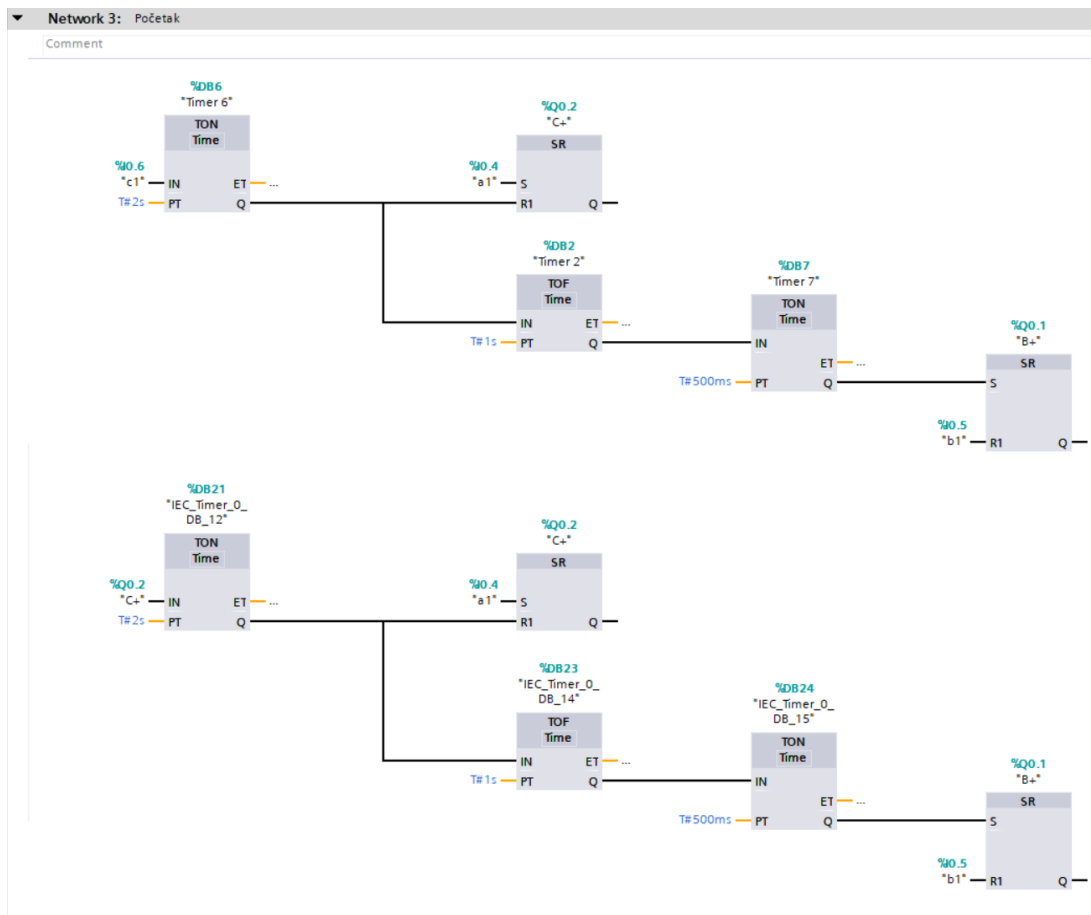 Network 3: Početak
Comment
%DB6
"Timer 6"
TON
Time
%I0.6
"c1"
IN
ET
...
T#2s
PT
Q
%Q0.2
"C+"
SR
%I0.4
"a1"
S
R1
Q
%DB2
"Timer 2"
TOF
Time
IN
ET
...
T#1s
PT
Q
%DB7
"Timer 7"
TON
Time
IN
ET
...
T#500ms
PT
Q
%Q0.1
"B+"
SR
S
%I0.5
"b1"
R1
Q
%DB21
"IEC_Timer_0_
DB_12"
TON
Time
%Q0.2
"C+"
IN
ET
...
T#2s
PT
Q
%Q0.2
"C+"
SR
%I0.4
"a1"
S
R1
Q
%DB23
"IEC_Timer_0_
DB_14"
TOF
Time
IN
ET
...
T#1s
PT
Q
%DB24
"IEC_Timer_0_
DB_15"
TON
Time
IN
ET
...
T#500ms
PT
Q
%Q0.1
"B+"
SR
S
%I0.5
"b1"
R1
Q